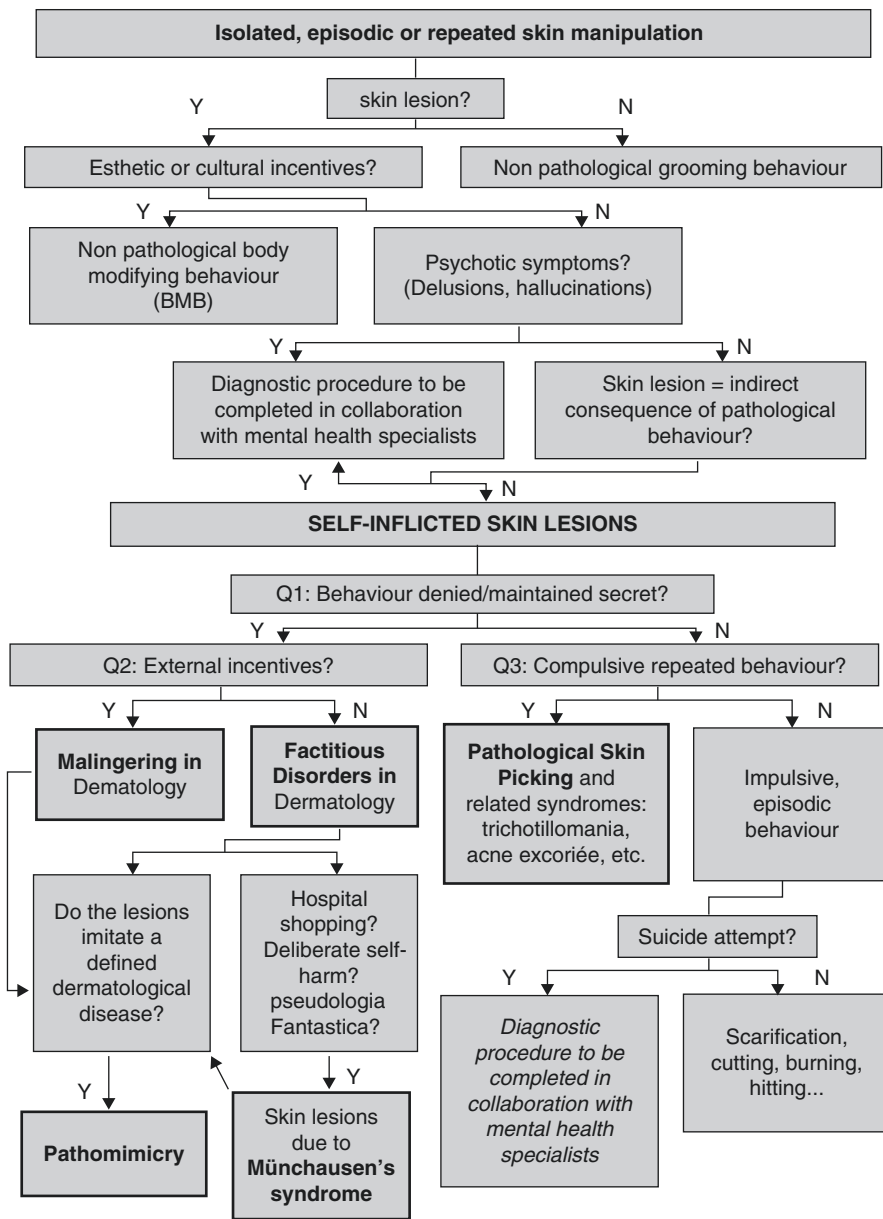 Isolated, episodic or repeated skin manipulation
skin lesion?
Y
N
Esthetic or cultural incentives?
Non pathological grooming behaviour
Y
N
Non pathological body
modifying behaviour
(BMB)
Psychotic symptoms?
(Delusions, hallucinations)
Y
N
Diagnostic procedure to be
completed in collaboration
with mental health specialists
Skin lesion = indirect
consequence of pathological
behaviour?
Y
N
SELF-INFLICTED SKIN LESIONS
Q1: Behaviour denied/maintained secret?
Y
N
Q2: External incentives?
Q3: Compulsive repeated behaviour?
Y
N
Y
N
Malingering in
Dematology
Factitious
Disorders in
Dermatology
Pathological Skin
Picking and
related syndromes:
trichotillomania,
acne excoriée, etc.
Impulsive,
episodic
behaviour
Do the lesions
imitate a
defined
dermatological
disease?
Hospital
shopping?
Deliberate self-
harm?
pseudologia
Fantastica?
Suicide attempt?
Y
N
Diagnostic
procedure to be
completed in
collaboration with
mental health
specialists
Scarification,
cutting, burning,
hitting...
Y
Y
Pathomimicry
Skin lesions
due to
Münchausen's
syndrome